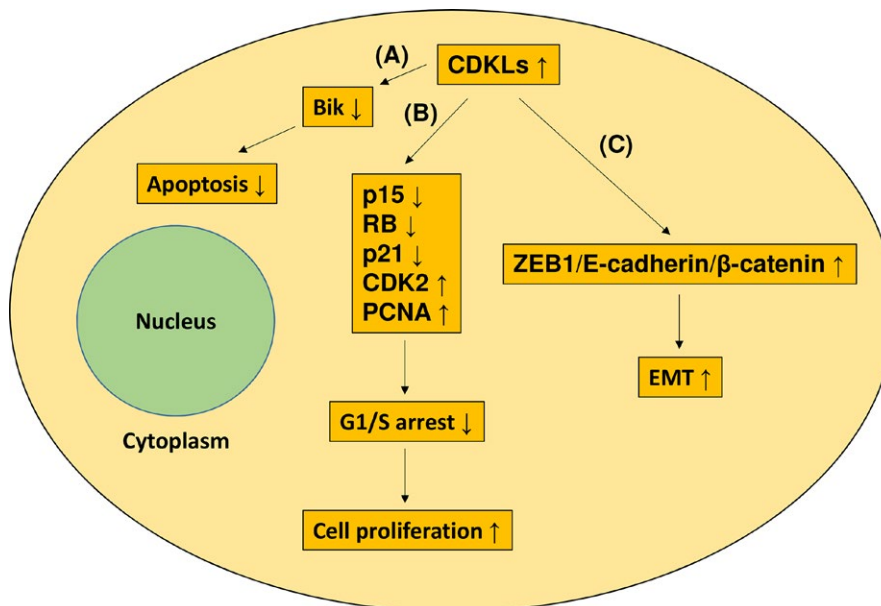 (A)
CDKLs ↑
Bik ↓
(B)
(C)
Apoptosis ↓
p15 ↓
RB ↓
p21 ↓
CDK2 ↑
PCNA ↑
ZEB1/E-cadherin/β-catenin ↑
Nucleus
EMT ↑
G1/S arrest ↓
Cytoplasm
Cell proliferation ↑